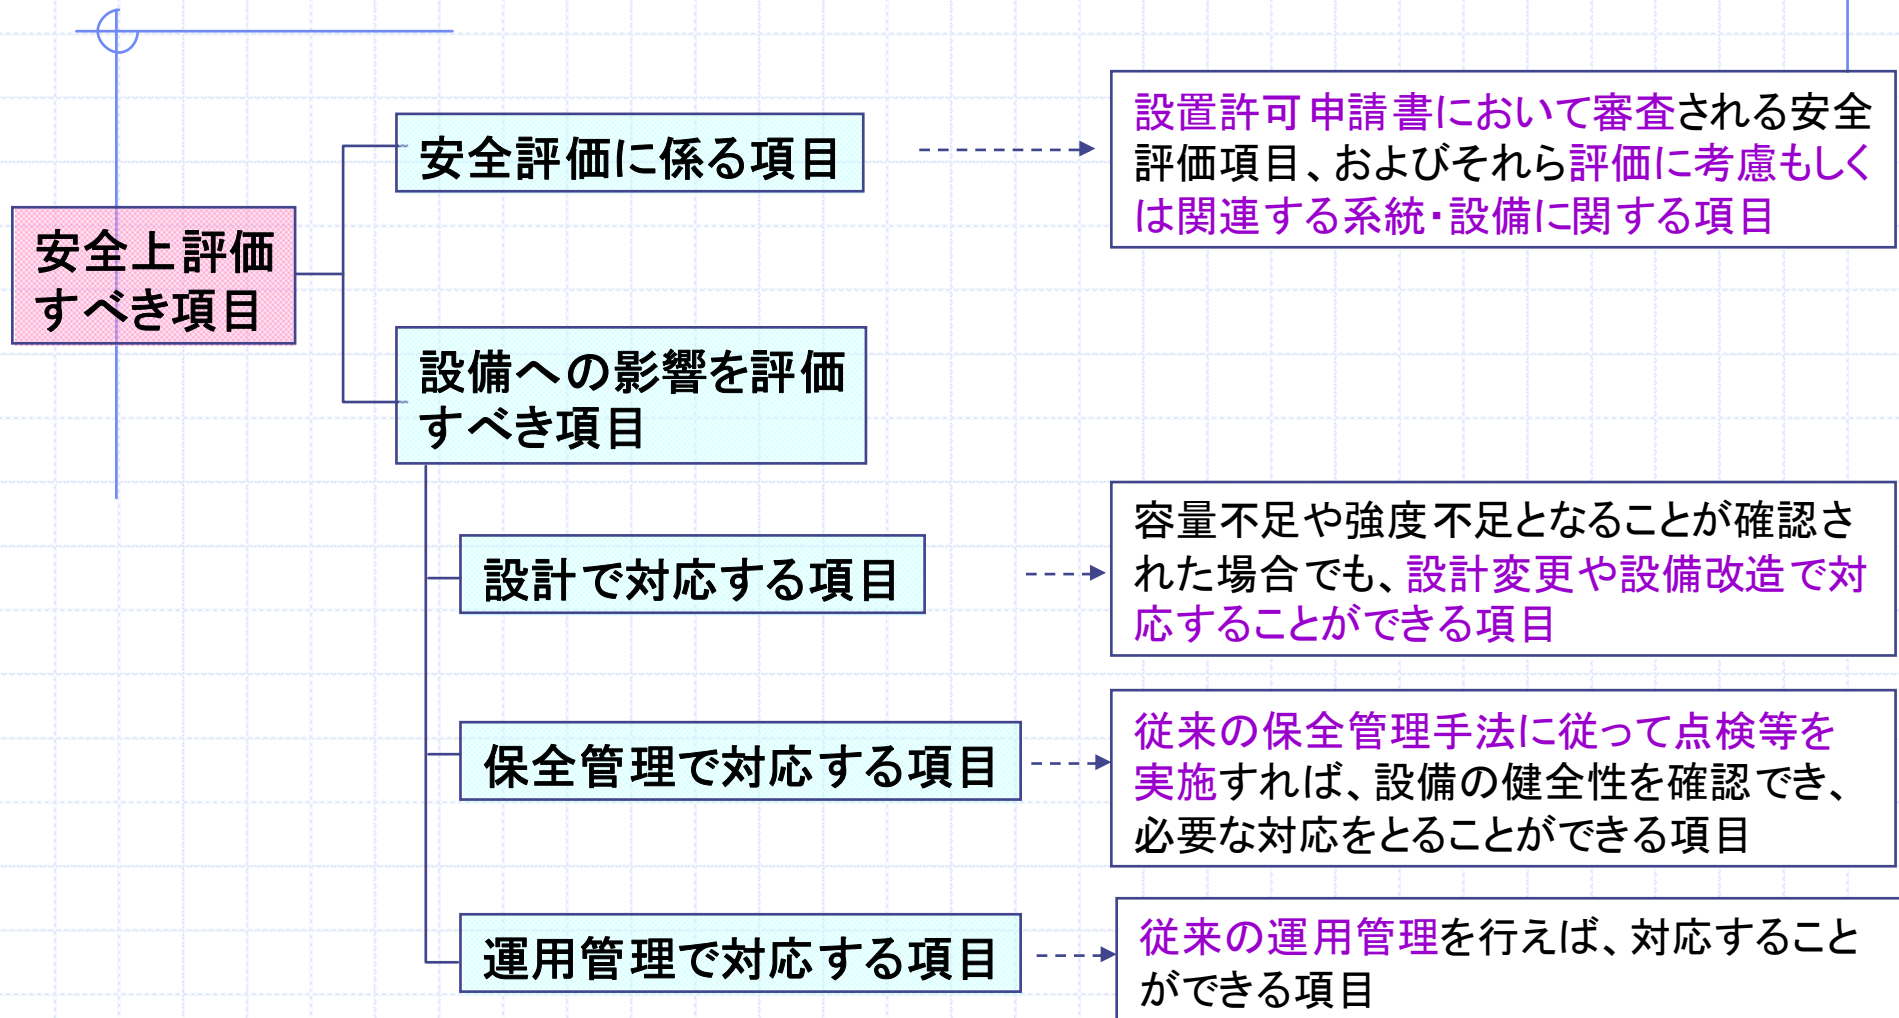 安全評価に係る項目
設置許可申請書において審査される安全
評価項目、およびそれら評価に考慮もしく
は関連する系統・設備に関する項目
安全上評価
すべき項目
設備への影響を評価
すべき項目
設計で対応する項目
容量不足や強度不足となることが確認さ
れた場合でも、設計変更や設備改造で対
応することができる項目
保全管理で対応する項目
従来の保全管理手法に従って点検等を
実施すれば、設備の健全性を確認でき、
必要な対応をとることができる項目
運用管理で対応する項目
従来の運用管理を行えば、対応すること
ができる項目